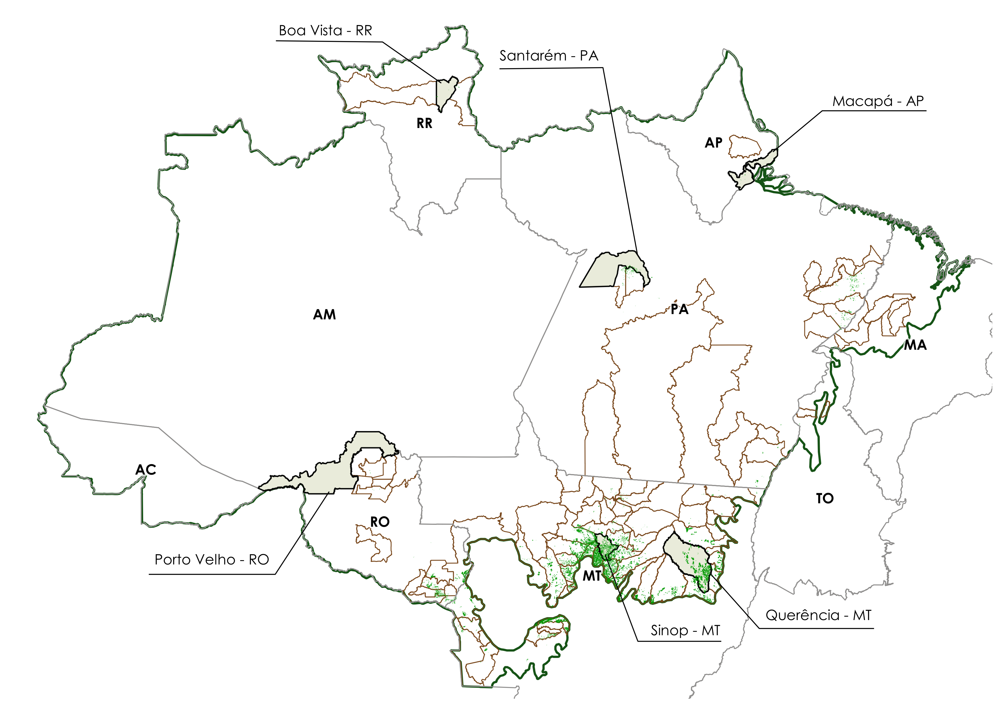 Boa Vista - RR
Santarém - PA
Macapá - AP
RR
AP
AM
PA
MA
AC
TO
RO
Porto Velho - RO
MT
Querência - MT
Sinop - MT